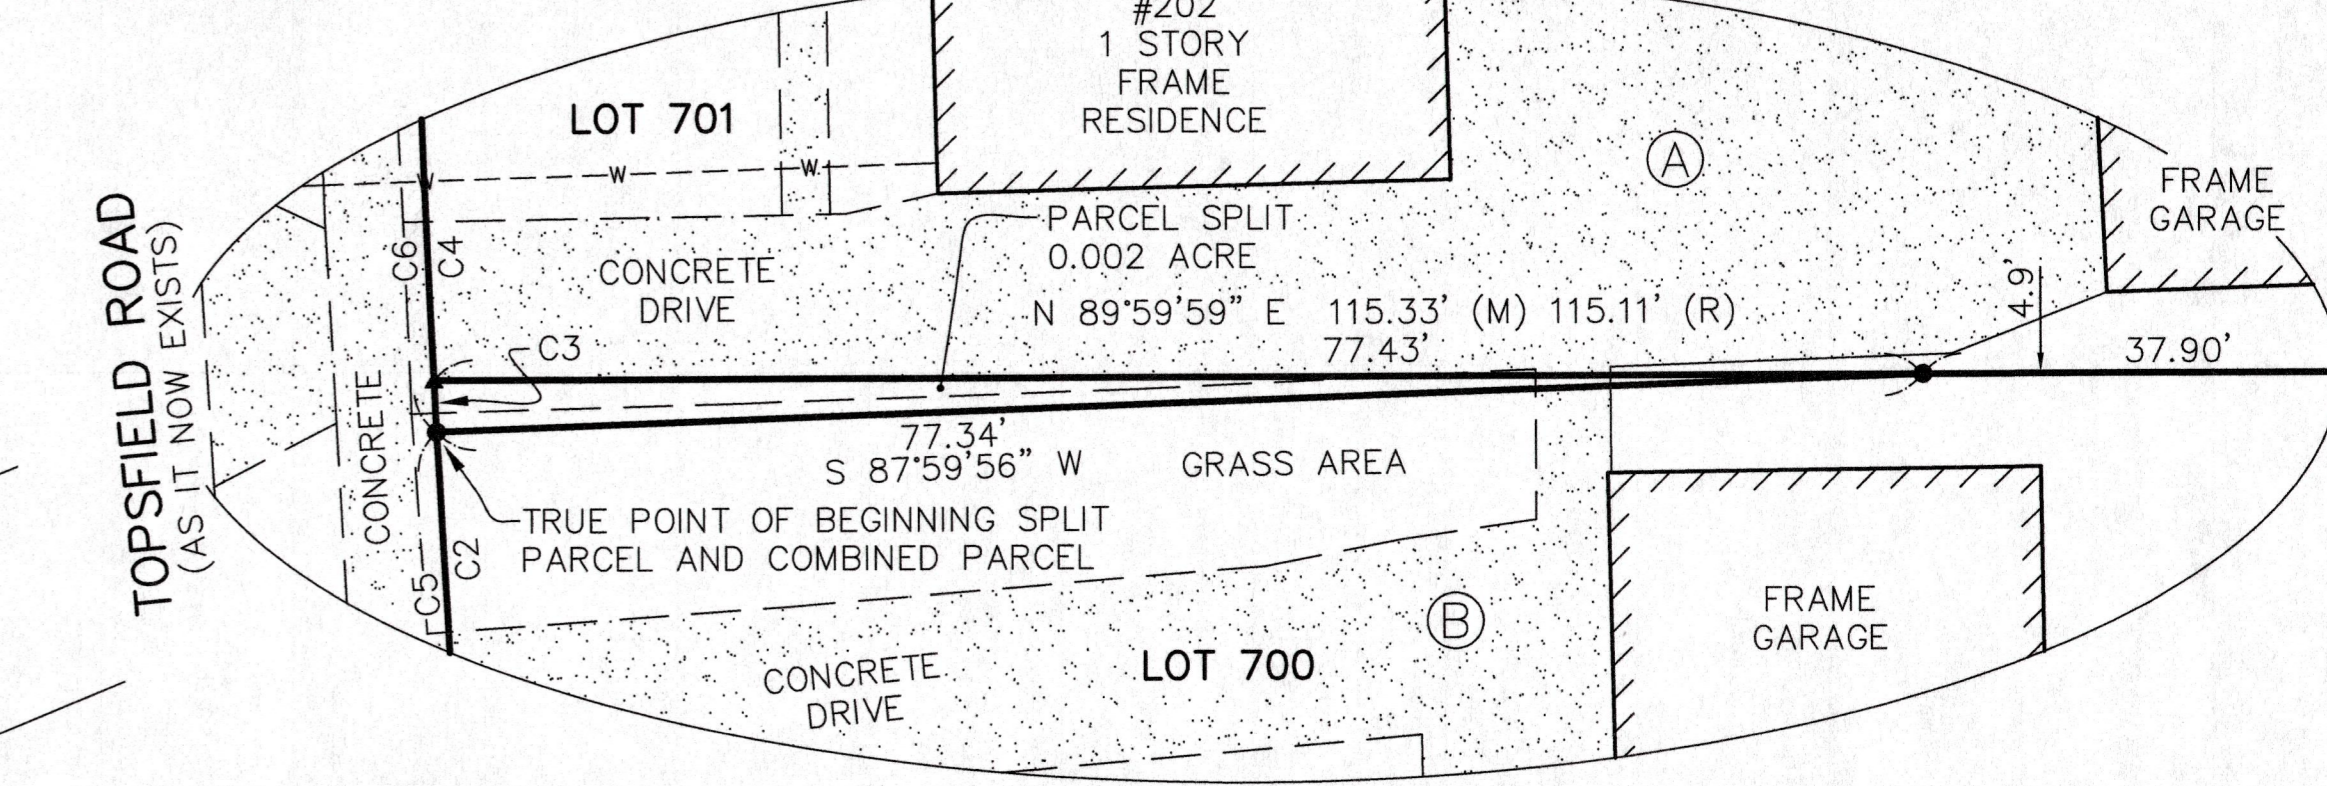 #202
1 STORY
FRAME
RESIDENCE
LOT 701
W
W
W
A
FRAME
GARAGE
TOPSFIELD ROAD
(AS IT NOW EXISTS)
C6
C4
CONCRETE
DRIVE
PARCEL SPLIT
0.002 ACRE
N 89°59'59" E 115.33' (M) 115.11' (R)
77.43'
4.9'
37.90'
C3
CONCRETE
77.34'
S 87°59'56" W
GRASS AREA
TRUE POINT OF BEGINNING SPLIT
PARCEL AND COMBINED PARCEL
C5
C2
B
FRAME
GARAGE
LOT 700
CONCRETE
DRIVE